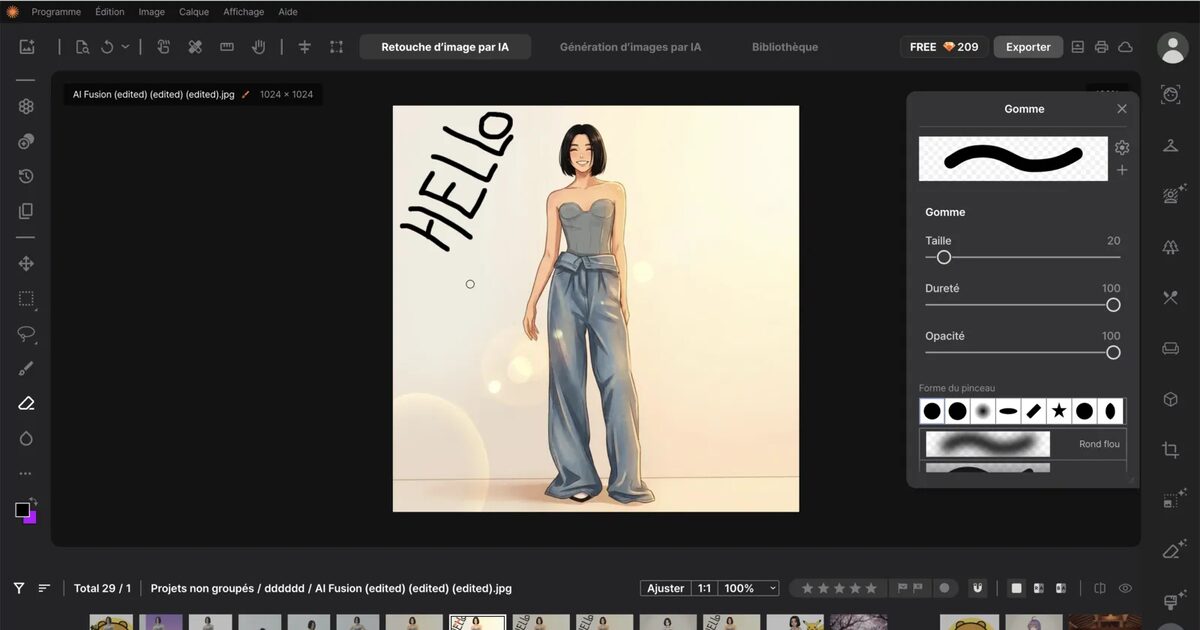 Programme Édition Image Calque Affichage Aide
Retouche d'image par IA Génération d'images par IA Bibliothèque FREE 209 Exporter
AI Fusion (edited) (edited) (edited).jpg 1024 × 1024
HELLO
Gomme
Gomme
Taille 20
Dureté 100
Opacité 100
Forme du pinceau
Rond flou
Total 29 / 1 Projets non groupés / dddddd / AI Fusion (edited) (edited) (edited).jpg Ajuster 1:1 100%